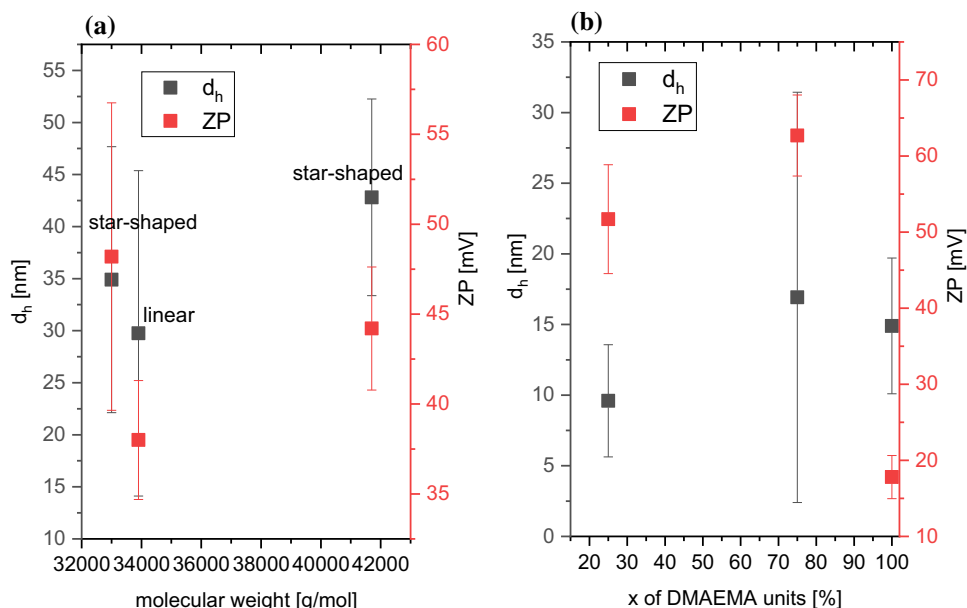 (a)
d_h
ZP
star-shaped
star-shaped
linear
55
50
45
40
35
30
25
20
15
10
d_h [nm]
60
55
50
45
40
35
ZP [mV]
32000 34000 36000 38000 40000 42000
molecular weight [g/mol]
(b)
d_h
ZP
35
30
25
20
15
10
5
0
d_h [nm]
70
60
50
40
30
20
10
ZP [mV]
20 30 40 50 60 70 80 90 100
x of DMAEMA units [%]